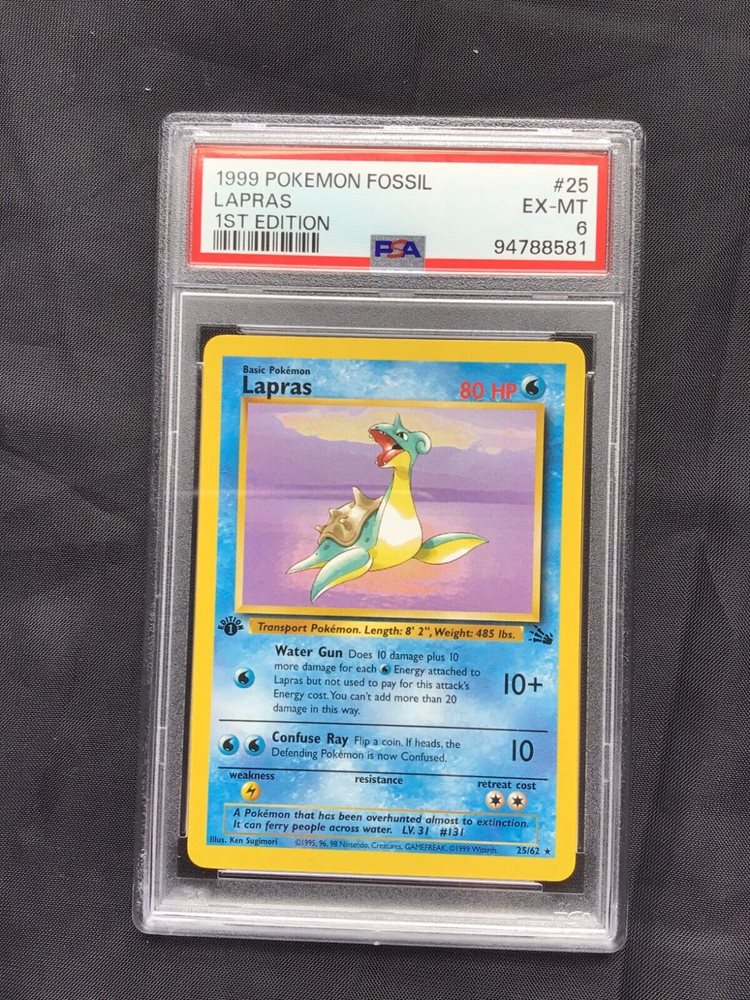 1999 POKEMON FOSSIL #25
LAPRAS EX-MT
1ST EDITION 6
PSA 94788581
Basic Pokémon
Lapras 80 HP
EDITION 1
Transport Pokémon. Length: 8' 2", Weight: 485 lbs.
Water Gun Does 10 damage plus 10
more damage for each Energy attached to
Lapras but not used to pay for this attack's
Energy cost. You can't add more than 20
damage in this way.
10+
Confuse Ray Flip a coin. If heads, the
Defending Pokémon is now Confused.
10
weakness resistance retreat cost
A Pokémon that has been overhunted almost to extinction.
It can ferry people across water. LV. 31 #131
Illus. Ken Sugimori ©1995, 96, 98 Nintendo, Creatures, GAMEFREAK. ©1999 Wizards. 25/62 ★